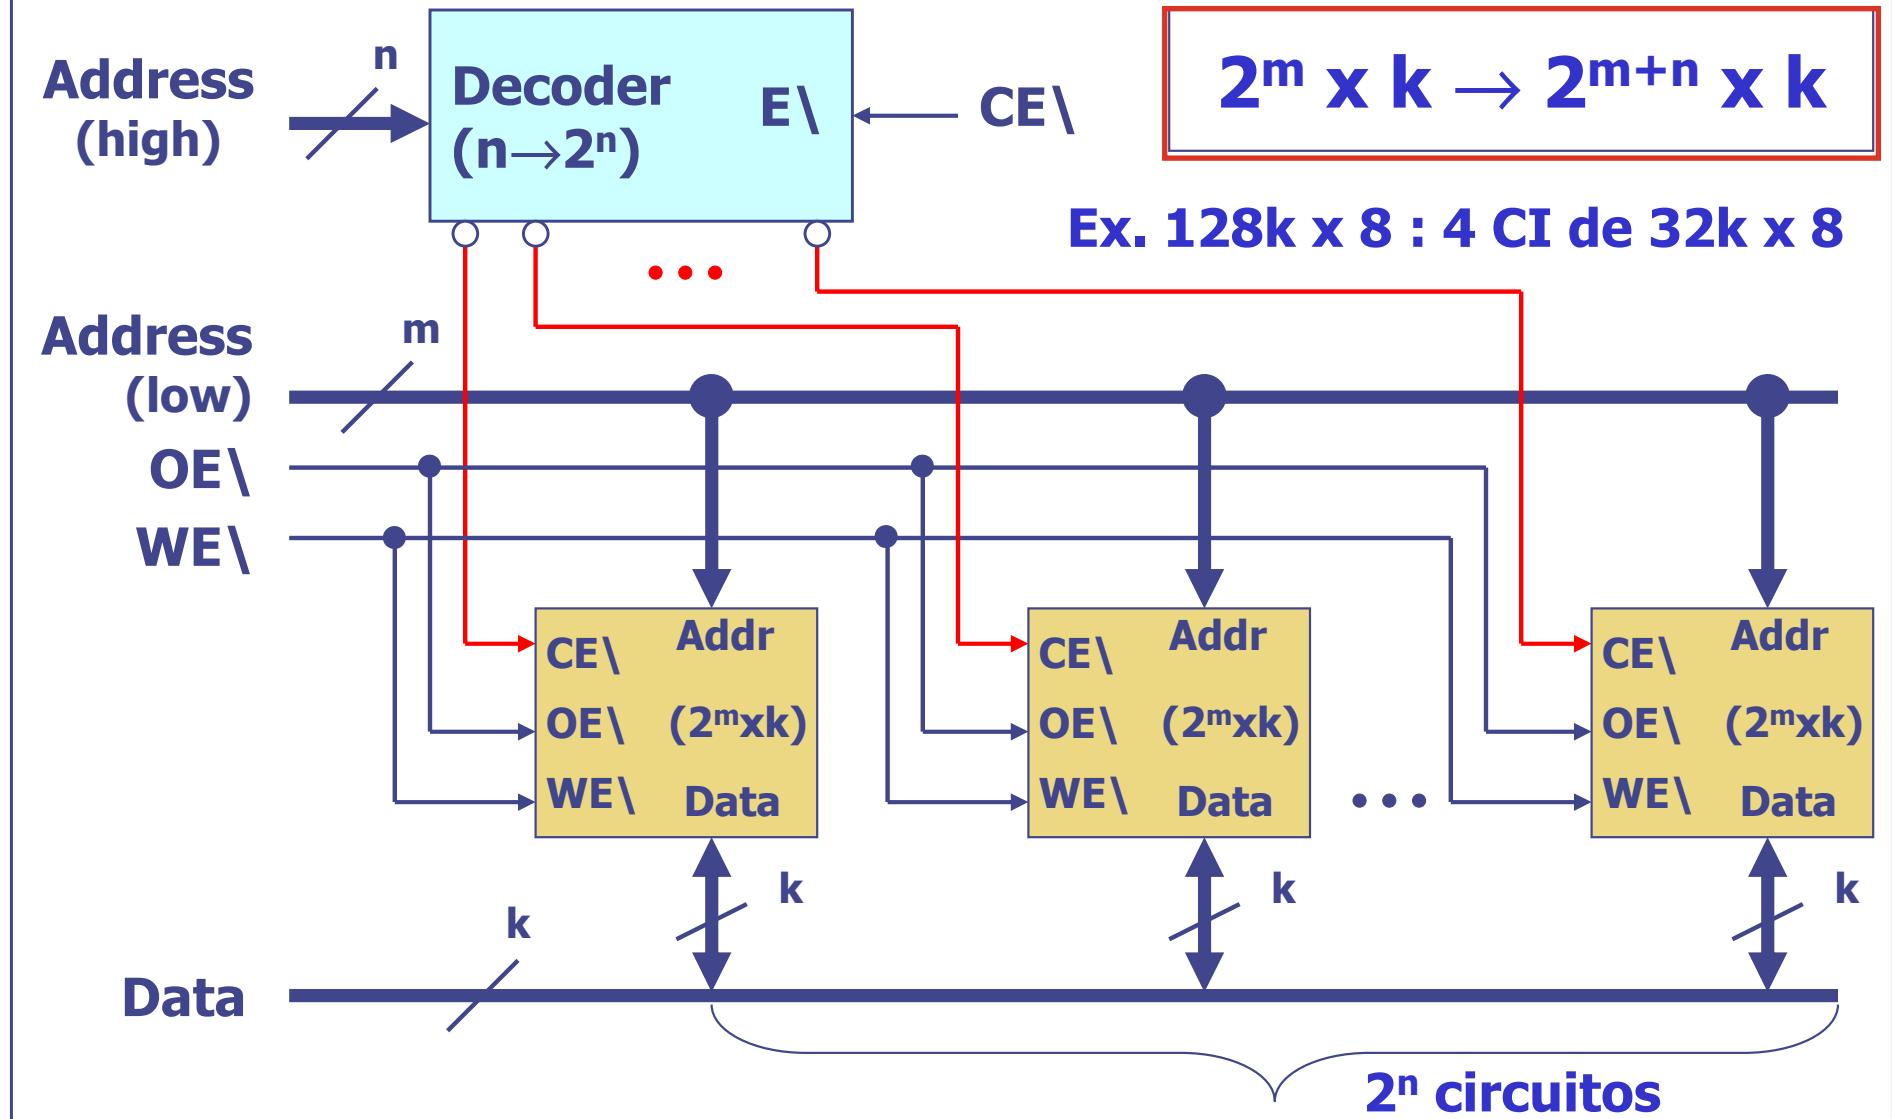 n
Address
(high)
Decoder
(n→2ⁿ)
E\
CE\
2ᵐ x k → 2ᵐ⁺ⁿ x k
Ex. 128k x 8 : 4 CI de 32k x 8
m
Address
(low)
OE\
WE\
CE\ Addr
OE\ (2ᵐxk)
WE\ Data
CE\ Addr
OE\ (2ᵐxk)
WE\ Data
CE\ Addr
OE\ (2ᵐxk)
WE\ Data
k
k
k
k
Data
2ⁿ circuitos